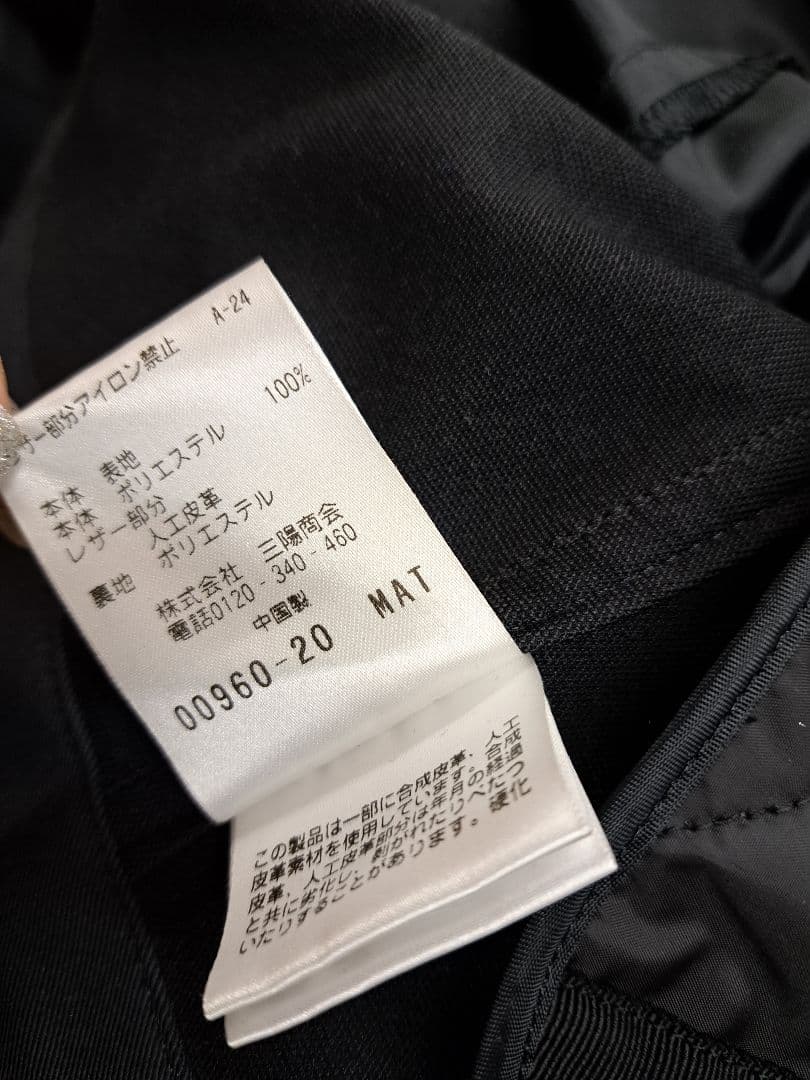 A-24
ザー部分アイロン禁止
本体 表地
本体 ポリエステル 100%
レザー部分
人工皮革
裏地 ポリエステル
株式会社 三陽商会
電話0120-340-460
中国製
00960-20 MAT
この製品は一部に合成皮革、人工
皮革素材を使用しています。合成
皮革、人工皮革部分は年月の経過
と共に劣化し、剥がれたりべたつ
いたりすることがあります。硬化